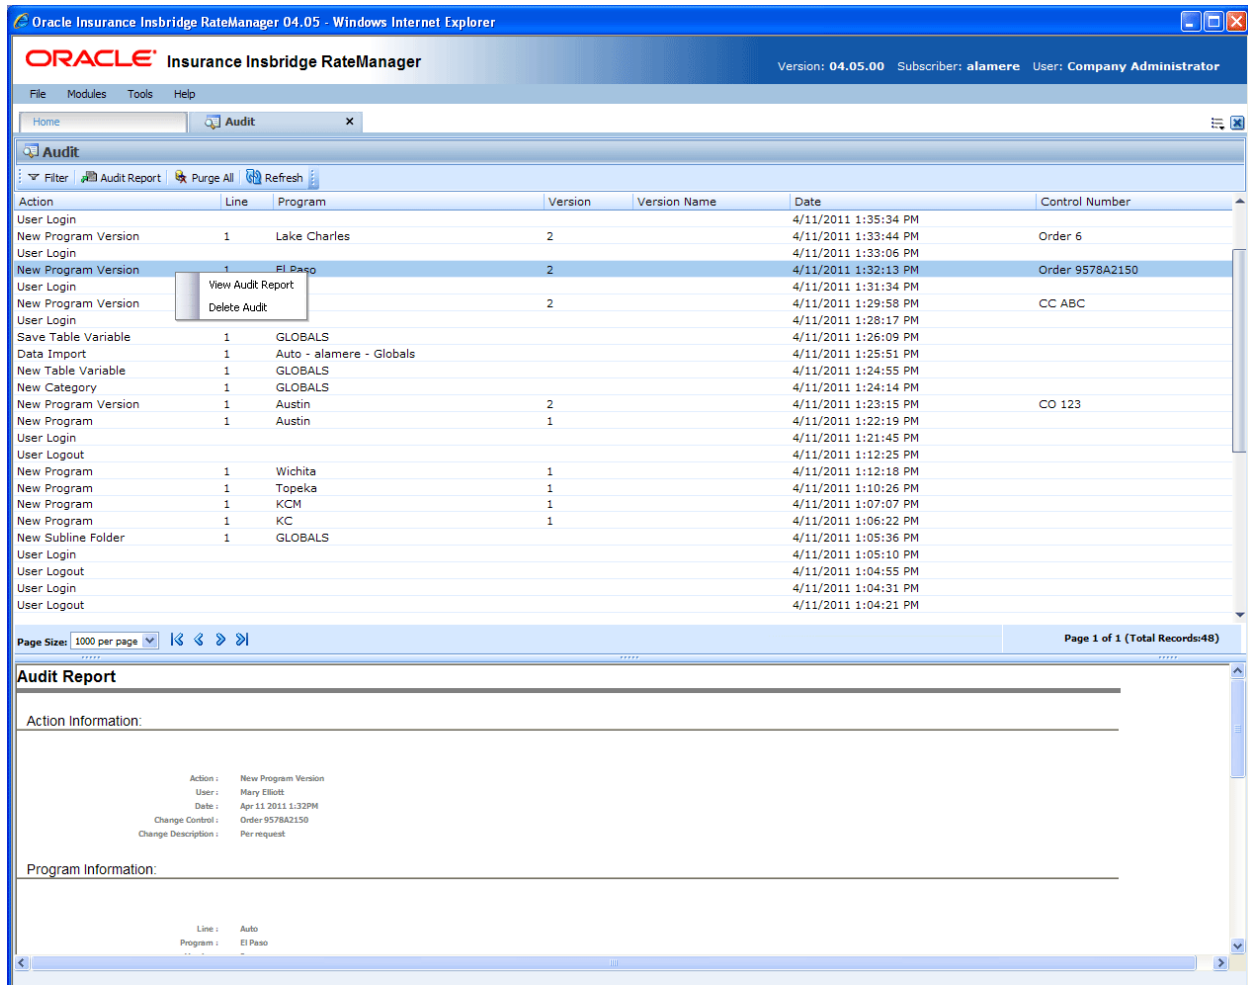 Oracle Insurance Insbridge RateManager 04.05 - Windows Internet Explorer
ORACLE Insurance Insbridge RateManager
Version: 04.05.00 Subscriber: alamere User: Company Administrator
File Modules Tools Help
Home Audit x
Audit
Filter Audit Report Purge All Refresh
Action Line Program Version Version Name Date Control Number
User Login 4/11/2011 1:35:34 PM
New Program Version 1 Lake Charles 2 4/11/2011 1:33:44 PM Order 6
User Login 4/11/2011 1:33:06 PM
New Program Version 1 El Paso 2 4/11/2011 1:32:13 PM Order 9578A2150
User Login 4/11/2011 1:31:34 PM
View Audit Report
New Program Version 2 4/11/2011 1:29:58 PM CC ABC
Delete Audit
User Login 4/11/2011 1:28:17 PM
Save Table Variable 1 GLOBALS 4/11/2011 1:26:09 PM
Data Import 1 Auto - alamere - Globals 4/11/2011 1:25:51 PM
New Table Variable 1 GLOBALS 4/11/2011 1:24:55 PM
New Category 1 GLOBALS 4/11/2011 1:24:14 PM
New Program Version 1 Austin 2 4/11/2011 1:23:15 PM CO 123
New Program 1 Austin 1 4/11/2011 1:22:19 PM
User Login 4/11/2011 1:21:45 PM
User Logout 4/11/2011 1:12:25 PM
New Program 1 Wichita 1 4/11/2011 1:12:18 PM
New Program 1 Topeka 1 4/11/2011 1:10:26 PM
New Program 1 KCM 1 4/11/2011 1:07:07 PM
New Program 1 KC 1 4/11/2011 1:06:22 PM
New Subline Folder 1 GLOBALS 4/11/2011 1:05:36 PM
User Login 4/11/2011 1:05:10 PM
User Logout 4/11/2011 1:04:55 PM
User Login 4/11/2011 1:04:31 PM
User Logout 4/11/2011 1:04:21 PM
Page Size: 1000 per page Page 1 of 1 (Total Records:48)
Audit Report
Action Information:
Action : New Program Version
User : Mary Elliott
Date : Apr 11 2011 1:32PM
Change Control : Order 9578A2150
Change Description : Per request
Program Information:
Line : Auto
Program : El Paso